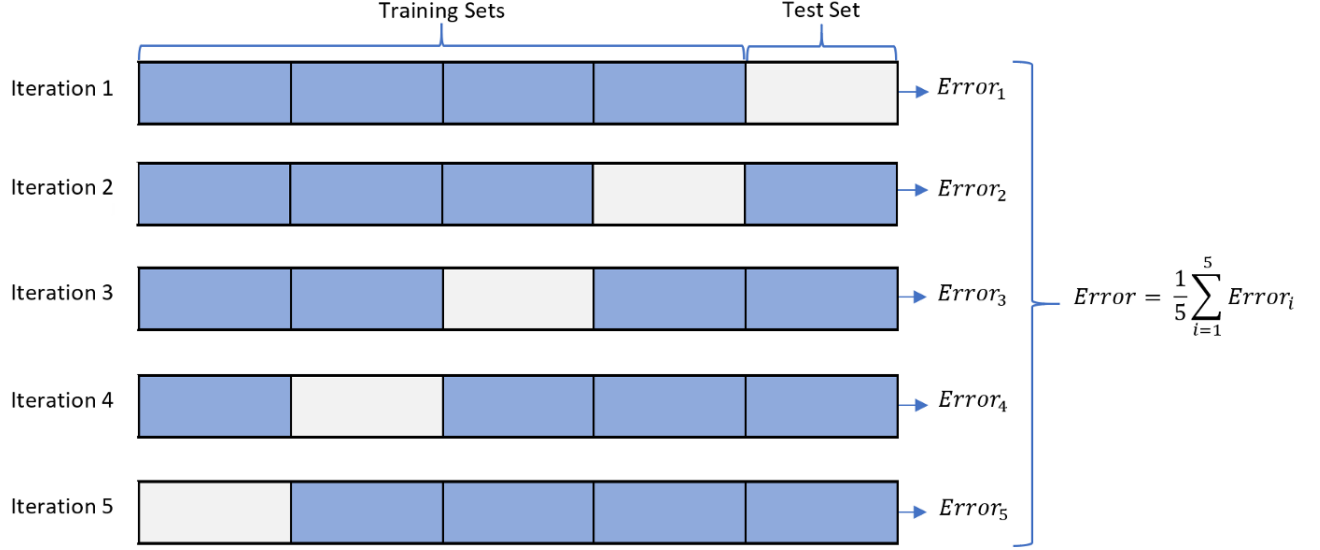 Training Sets
Test Set
Iteration 1
Error₁
Iteration 2
Error₂
Iteration 3
Error₃
Error = 1/5 ∑⁵ᵢ₌₁ Errorᵢ
Iteration 4
Error₄
Iteration 5
Error₅